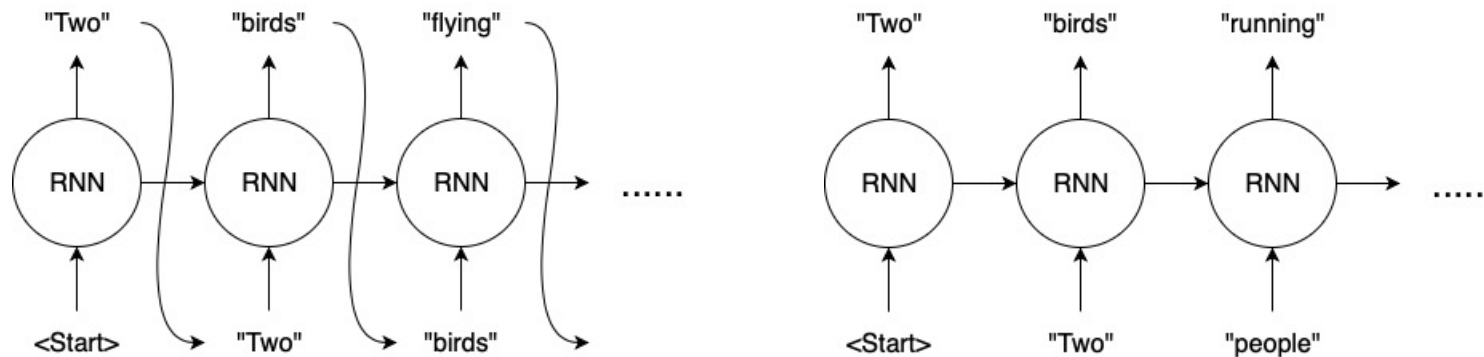 "Two" "birds" "flying" "Two" "birds" "running"
RNN RNN RNN ...... RNN RNN RNN .....
<Start> "Two" "birds" <Start> "Two" "people"